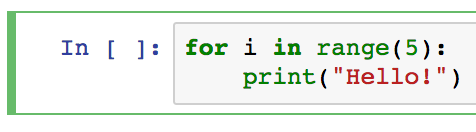 In [ ]: for i in range(5):
    print("Hello!")